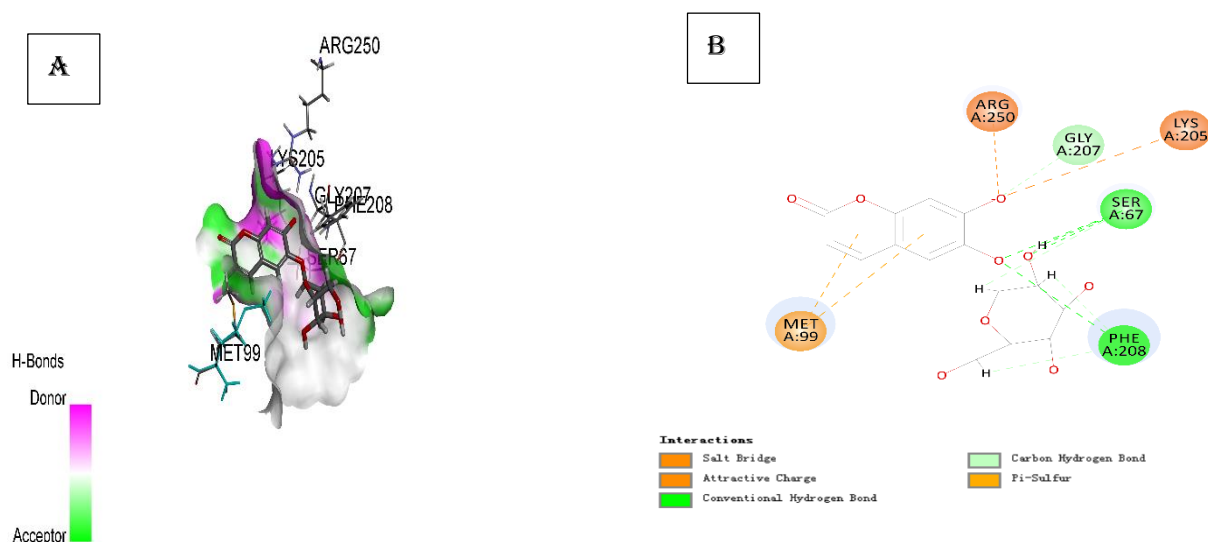 A
ARG250
LYS205
GLY207
PHE208
SER67
MET99
H-Bonds
Donor
Acceptor
B
ARG
A:250
LYS
A:205
GLY
A:207
SER
A:67
MET
A:99
PHE
A:208
O
O
O
O
H
O
H
H
O
O
O
O
H
O
Interactions
Salt Bridge
Attractive Charge
Conventional Hydrogen Bond
Carbon Hydrogen Bond
Pi-Sulfur